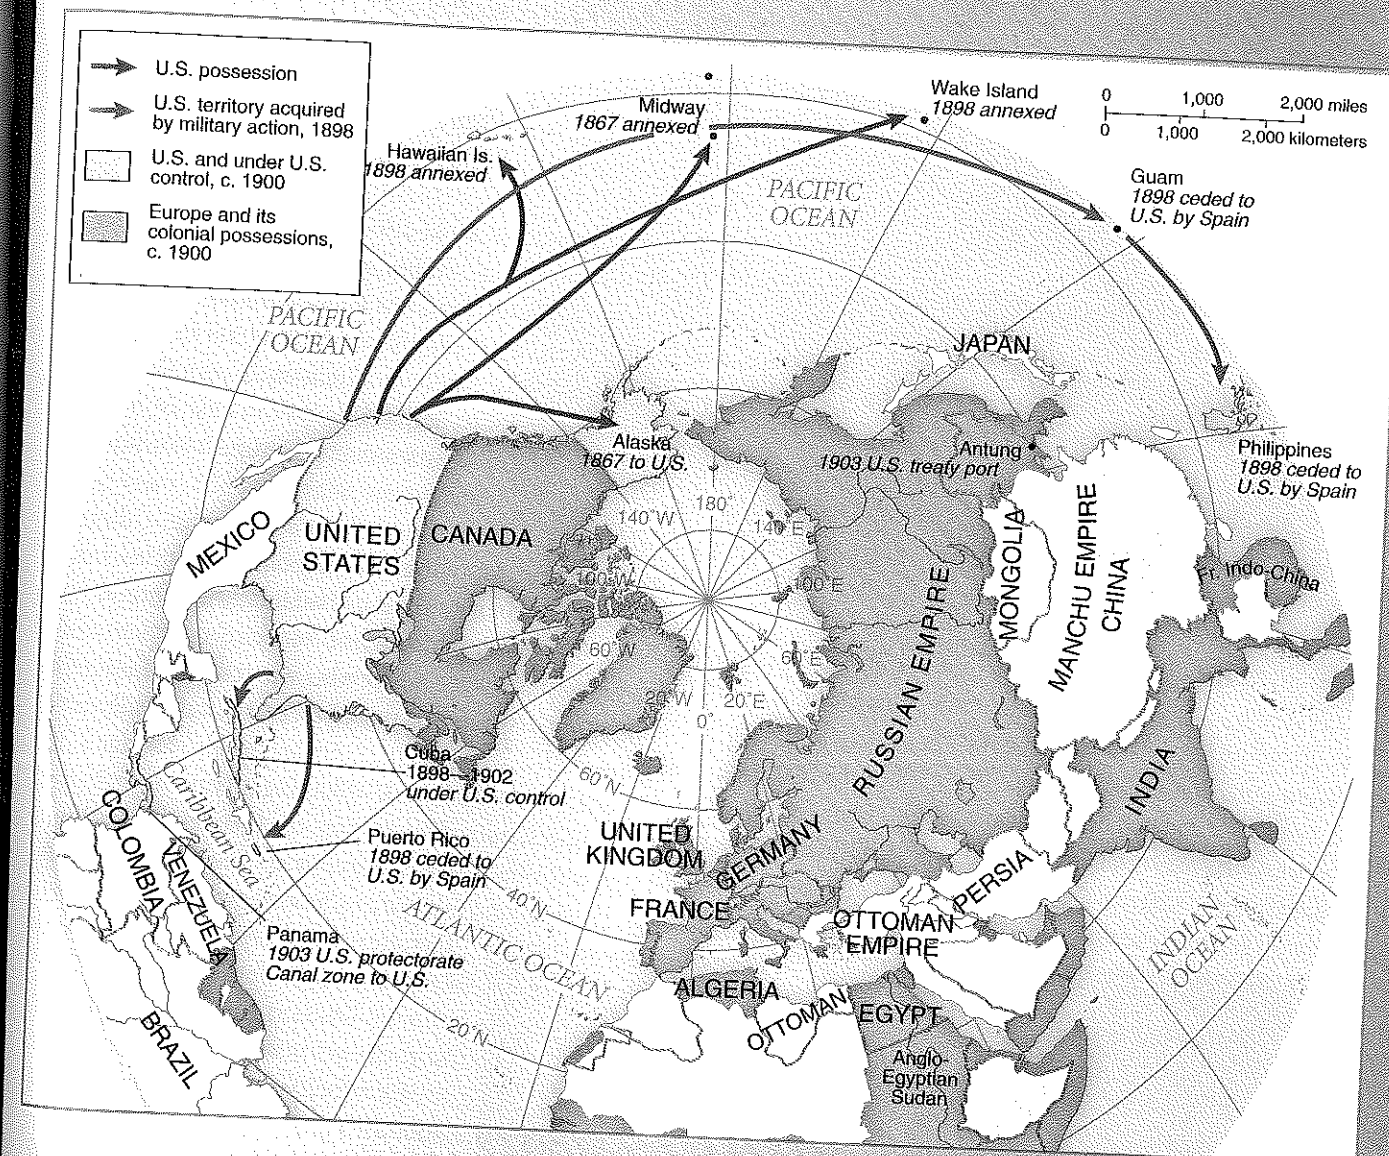 U.S. possession
U.S. territory acquired
by military action, 1898
U.S. and under U.S.
control, c. 1900
Europe and its
colonial possessions,
c. 1900
Midway
1867 annexed
Wake Island
1898 annexed
0 1,000 2,000 miles
0 1,000 2,000 kilometers
Hawaiian Is.
1898 annexed
PACIFIC
OCEAN
Guam
1898 ceded to
U.S. by Spain
PACIFIC
OCEAN
JAPAN
Alaska
1867 to U.S.
Antung
1903 U.S. treaty port
Philippines
1898 ceded to
U.S. by Spain
MEXICO
UNITED
STATES
CANADA
140°W
180°
140°E
100°W
100°E
60°W
60°E
20°W
0°
20°E
MONGOLIA
MANCHU EMPIRE
CHINA
Fr. Indo-China
RUSSIAN EMPIRE
INDIA
Cuba
1898–1902
under U.S. control
60°N
Caribbean Sea
COLOMBIA
VENEZUELA
Puerto Rico
1898 ceded to
U.S. by Spain
UNITED
KINGDOM
GERMANY
FRANCE
40°N
ATLANTIC OCEAN
PERSIA
OTTOMAN
EMPIRE
INDIAN
OCEAN
Panama
1903 U.S. protectorate
Canal zone to U.S.
ALGERIA
OTTOMAN
EGYPT
20°N
BRAZIL
Anglo-
Egyptian
Sudan